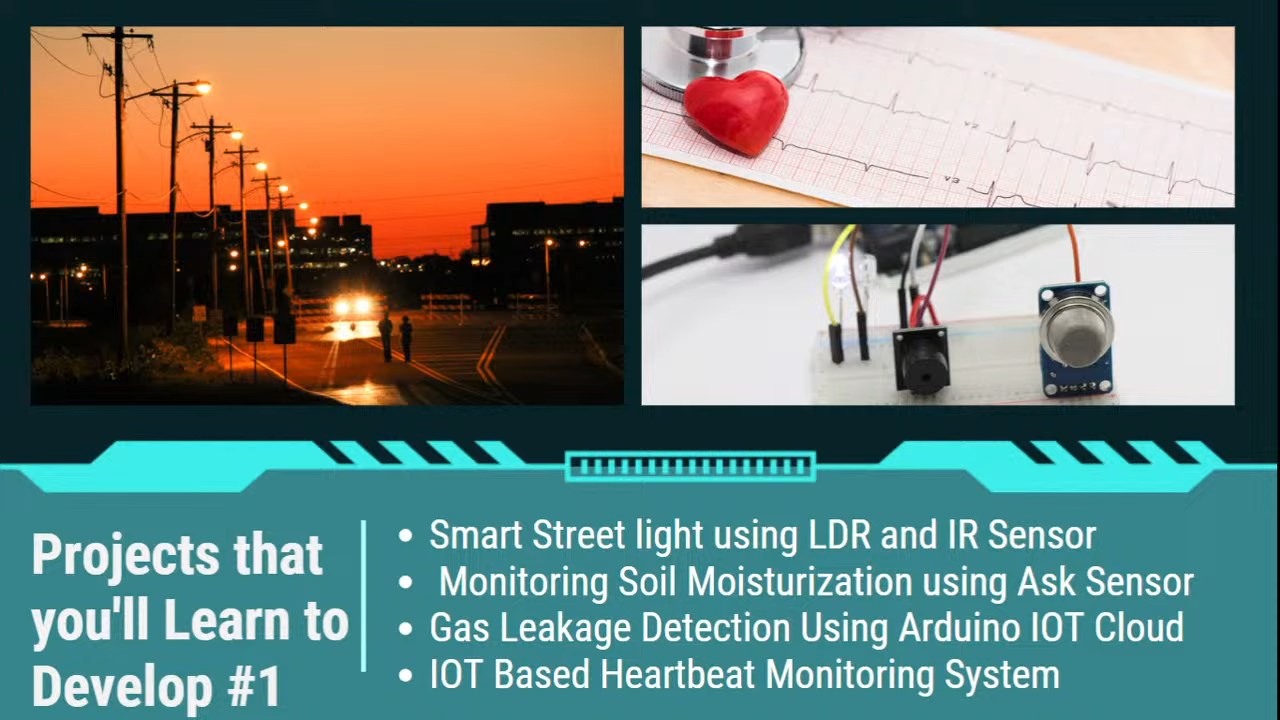 Projects that
you'll Learn to
Develop #1
• Smart Street light using LDR and IR Sensor
• Monitoring Soil Moisturization using Ask Sensor
• Gas Leakage Detection Using Arduino IOT Cloud
• IOT Based Heartbeat Monitoring System